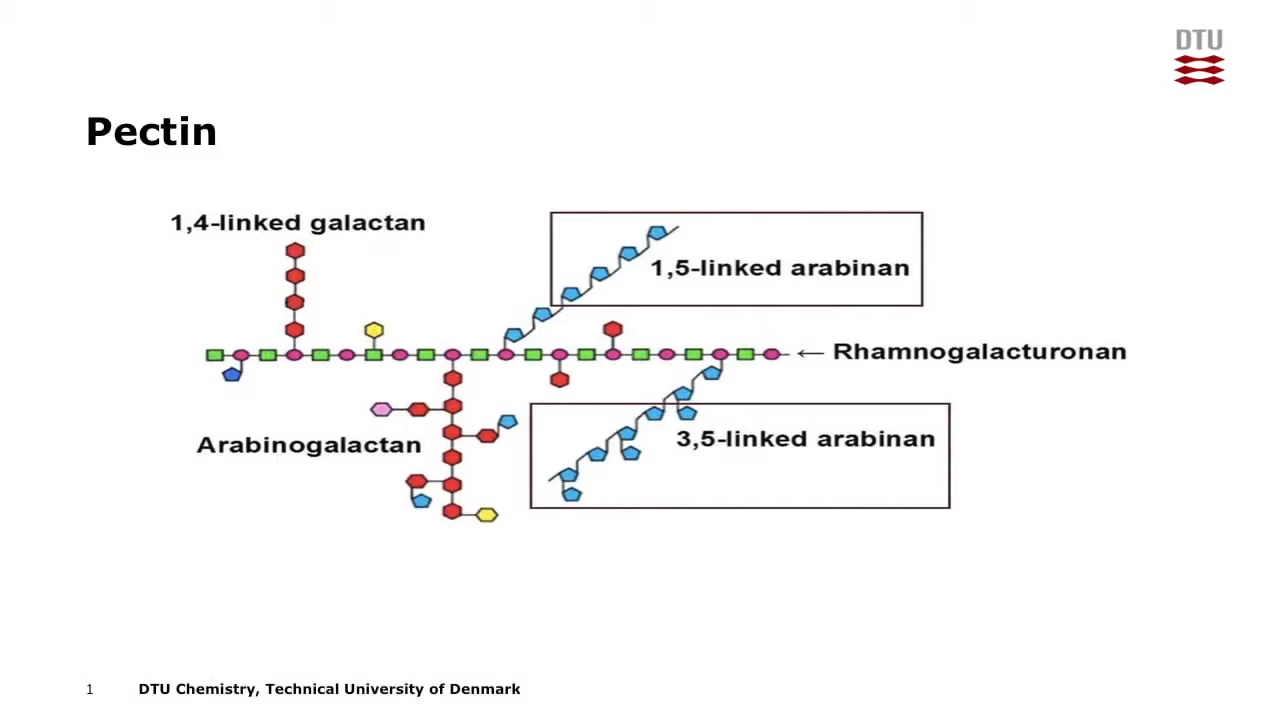 DTU
Pectin
1,4-linked galactan
1,5-linked arabinan
← Rhamnogalacturonan
Arabinogalactan
3,5-linked arabinan
1 DTU Chemistry, Technical University of Denmark